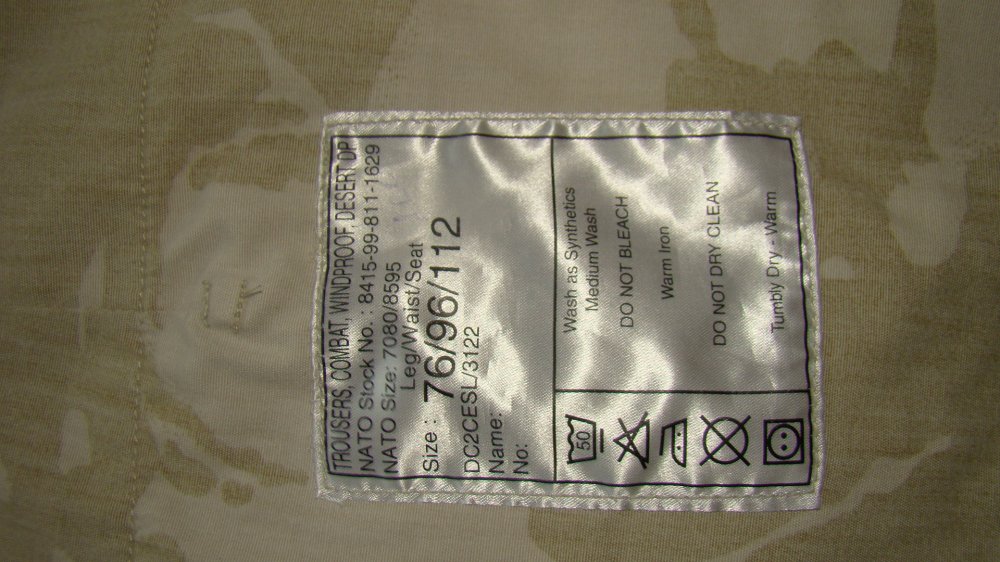 TROUSERS, COMBAT, WINDPROOF, DESERT DP
NATO Stock No. : 8415-99-811-1629
NATO Size: 7080/8595
Leg/Waist/Seat
Size : 76/96/112
DC2CESL/3122
Name:
No:
Wash as Synthetics
Medium Wash
DO NOT BLEACH
Warm Iron
DO NOT DRY CLEAN
Tumbly Dry - Warm
50